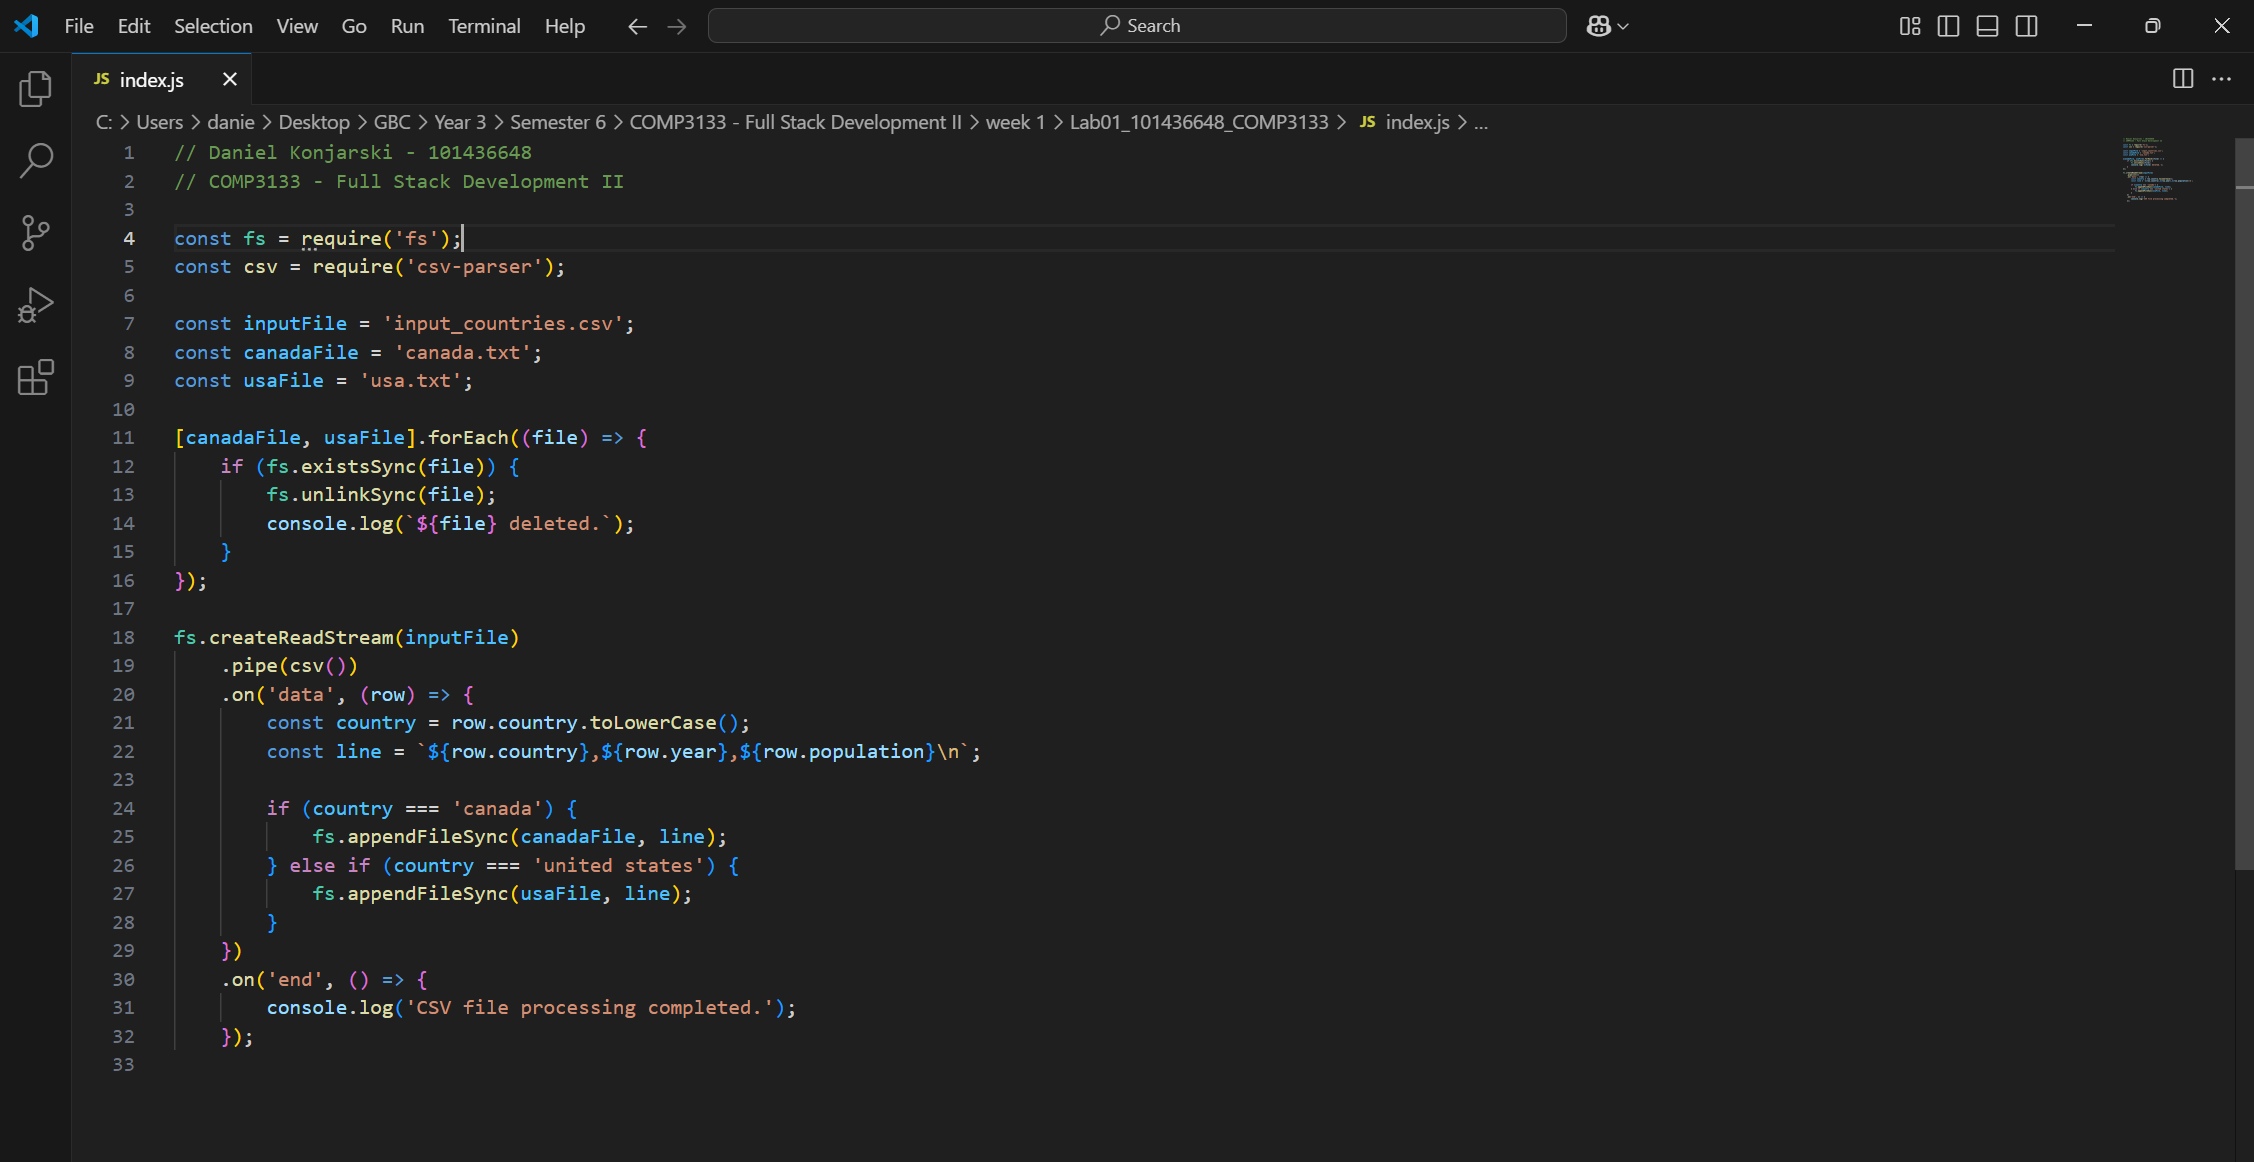 File Edit Selection View Go Run Terminal Help Search
JS index.js
C: > Users > danie > Desktop > GBC > Year 3 > Semester 6 > COMP3133 - Full Stack Development II > week 1 > Lab01_101436648_COMP3133 > JS index.js > ...
1 // Daniel Konjarski - 101436648
2 // COMP3133 - Full Stack Development II
3
4 const fs = require('fs');
5 const csv = require('csv-parser');
6
7 const inputFile = 'input_countries.csv';
8 const canadaFile = 'canada.txt';
9 const usaFile = 'usa.txt';
10
11 [canadaFile, usaFile].forEach((file) => {
12     if (fs.existsSync(file)) {
13         fs.unlinkSync(file);
14         console.log(`${file} deleted.`);
15     }
16 });
17
18 fs.createReadStream(inputFile)
19     .pipe(csv())
20     .on('data', (row) => {
21         const country = row.country.toLowerCase();
22         const line = `${row.country},${row.year},${row.population}\n`;
23
24         if (country === 'canada') {
25             fs.appendFileSync(canadaFile, line);
26         } else if (country === 'united states') {
27             fs.appendFileSync(usaFile, line);
28         }
29     })
30     .on('end', () => {
31         console.log('CSV file processing completed.');
32     });
33